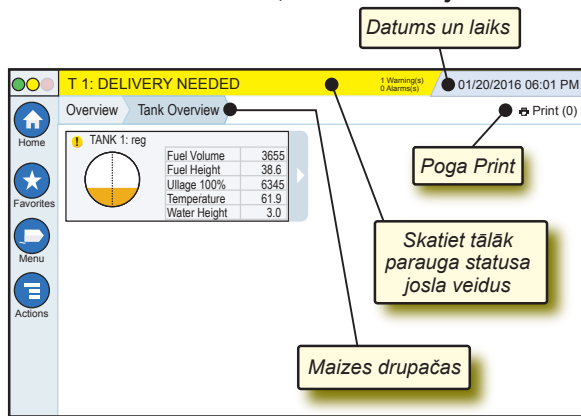 Datums un laiks
T 1: DELIVERY NEEDED
1 Warning(s)
0 Alarms(s)
01/20/2016 06:01 PM
Overview
Tank Overview
Print (0)
Home
Favorites
Menu
Actions
TANK 1: reg
Fuel Volume 3655
Fuel Height 38.6
Ullage 100% 6345
Temperature 61.9
Water Height 3.0
Poga Print
Skatiet tālāk
parauga statusa
josla veidus
Maizes drupačas